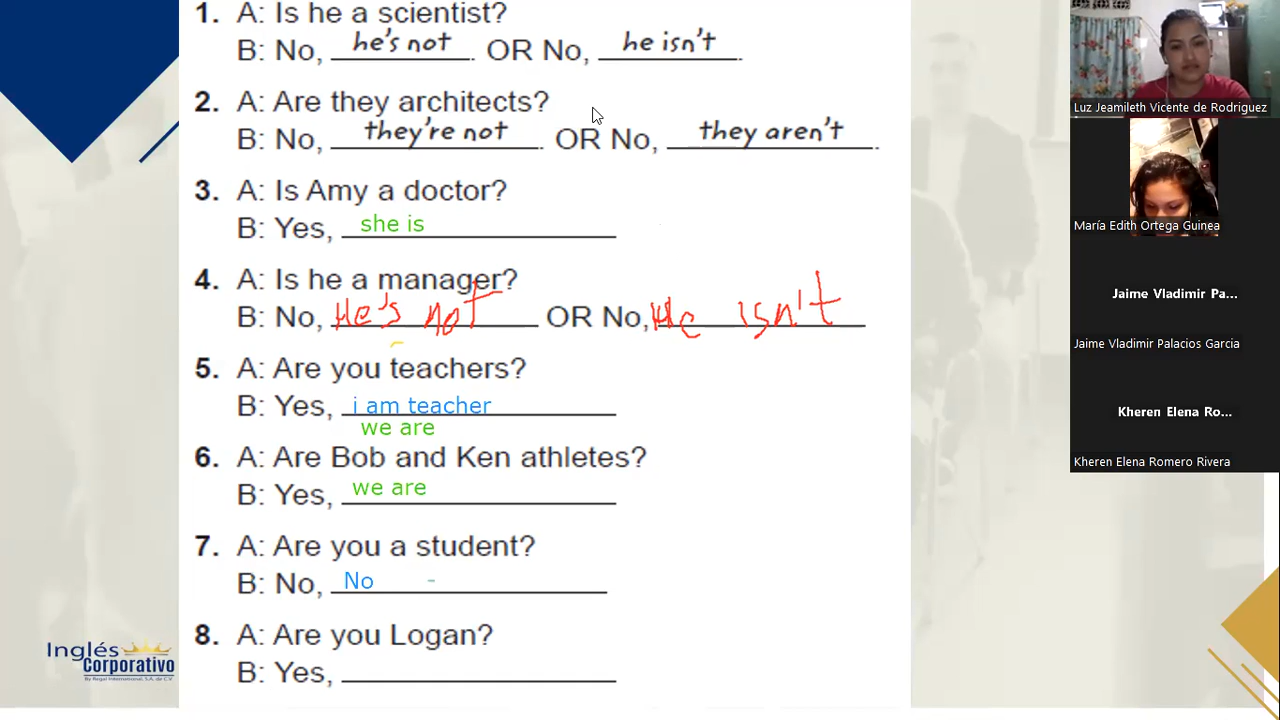 1. A: Is he a scientist?
B: No, he's not. OR No, he isn't.
2. A: Are they architects?
B: No, they're not. OR No, they aren't.
3. A: Is Amy a doctor?
B: Yes, she is
4. A: Is he a manager?
B: No, He's not OR No, He isn't
5. A: Are you teachers?
B: Yes, i am teacher
we are
6. A: Are Bob and Ken athletes?
B: Yes, we are
7. A: Are you a student?
B: No, No
8. A: Are you Logan?
B: Yes,
Inglés
Corporativo
By Regal International, S.A. de C.V.
Luz Jeamileth Vicente de Rodriguez
María Edith Ortega Guinea
Jaime Vladimir Pa...
Jaime Vladimir Palacios Garcia
Kheren Elena Ro...
Kheren Elena Romero Rivera